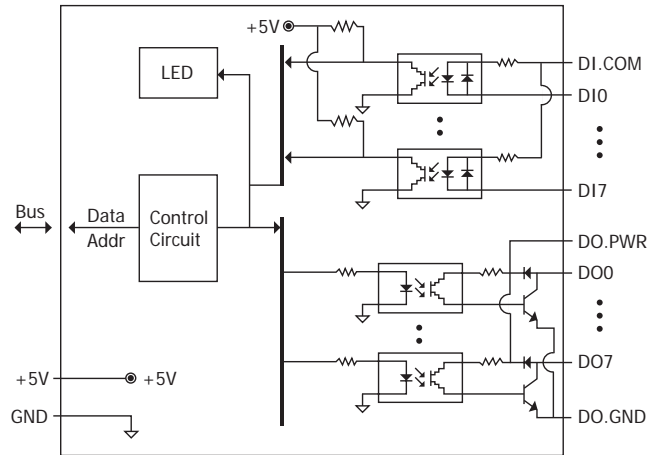 +5V
LED
DI.COM
DI0
DI7
Bus
Data
Addr
Control
Circuit
DO.PWR
DO0
DO7
+5V
+5V
GND
DO.GND